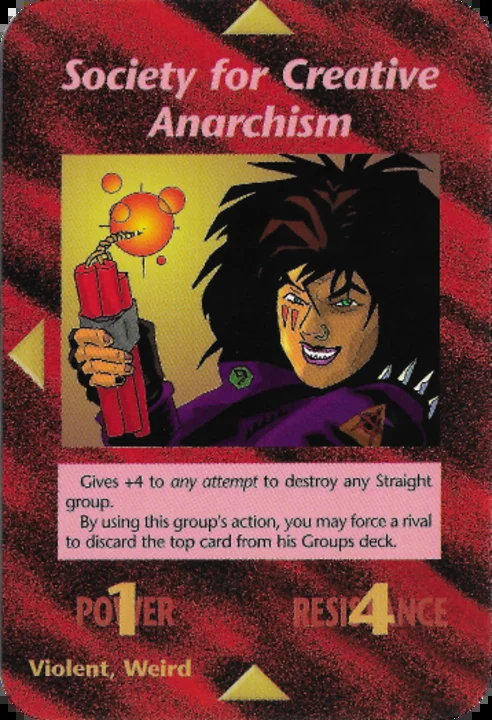 Society for Creative
Anarchism
Gives +4 to any attempt to destroy any Straight
group.
By using this group's action, you may force a rival
to discard the top card from his Groups deck.
POWER 1 RESISTANCE 4
Violent, Weird